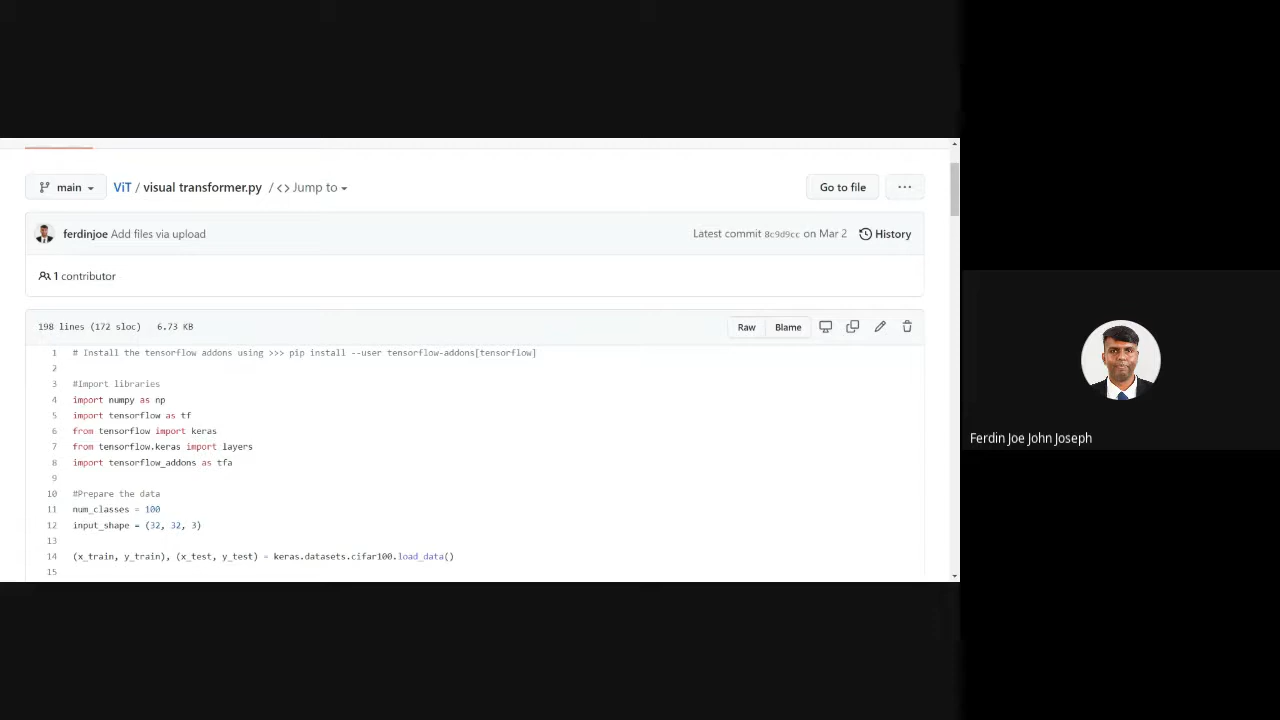 main
ViT / visual transformer.py / <> Jump to
Go to file
...
ferdinjoe Add files via upload
Latest commit 8c9d9cc on Mar 2 History
1 contributor
198 lines (172 sloc) 6.73 KB
Raw Blame
1 # Install the tensorflow addons using >>> pip install --user tensorflow-addons[tensorflow]
2
3 #Import libraries
4 import numpy as np
5 import tensorflow as tf
6 from tensorflow import keras
7 from tensorflow.keras import layers
8 import tensorflow_addons as tfa
9
10 #Prepare the data
11 num_classes = 100
12 input_shape = (32, 32, 3)
13
14 (x_train, y_train), (x_test, y_test) = keras.datasets.cifar100.load_data()
15
Ferdin Joe John Joseph